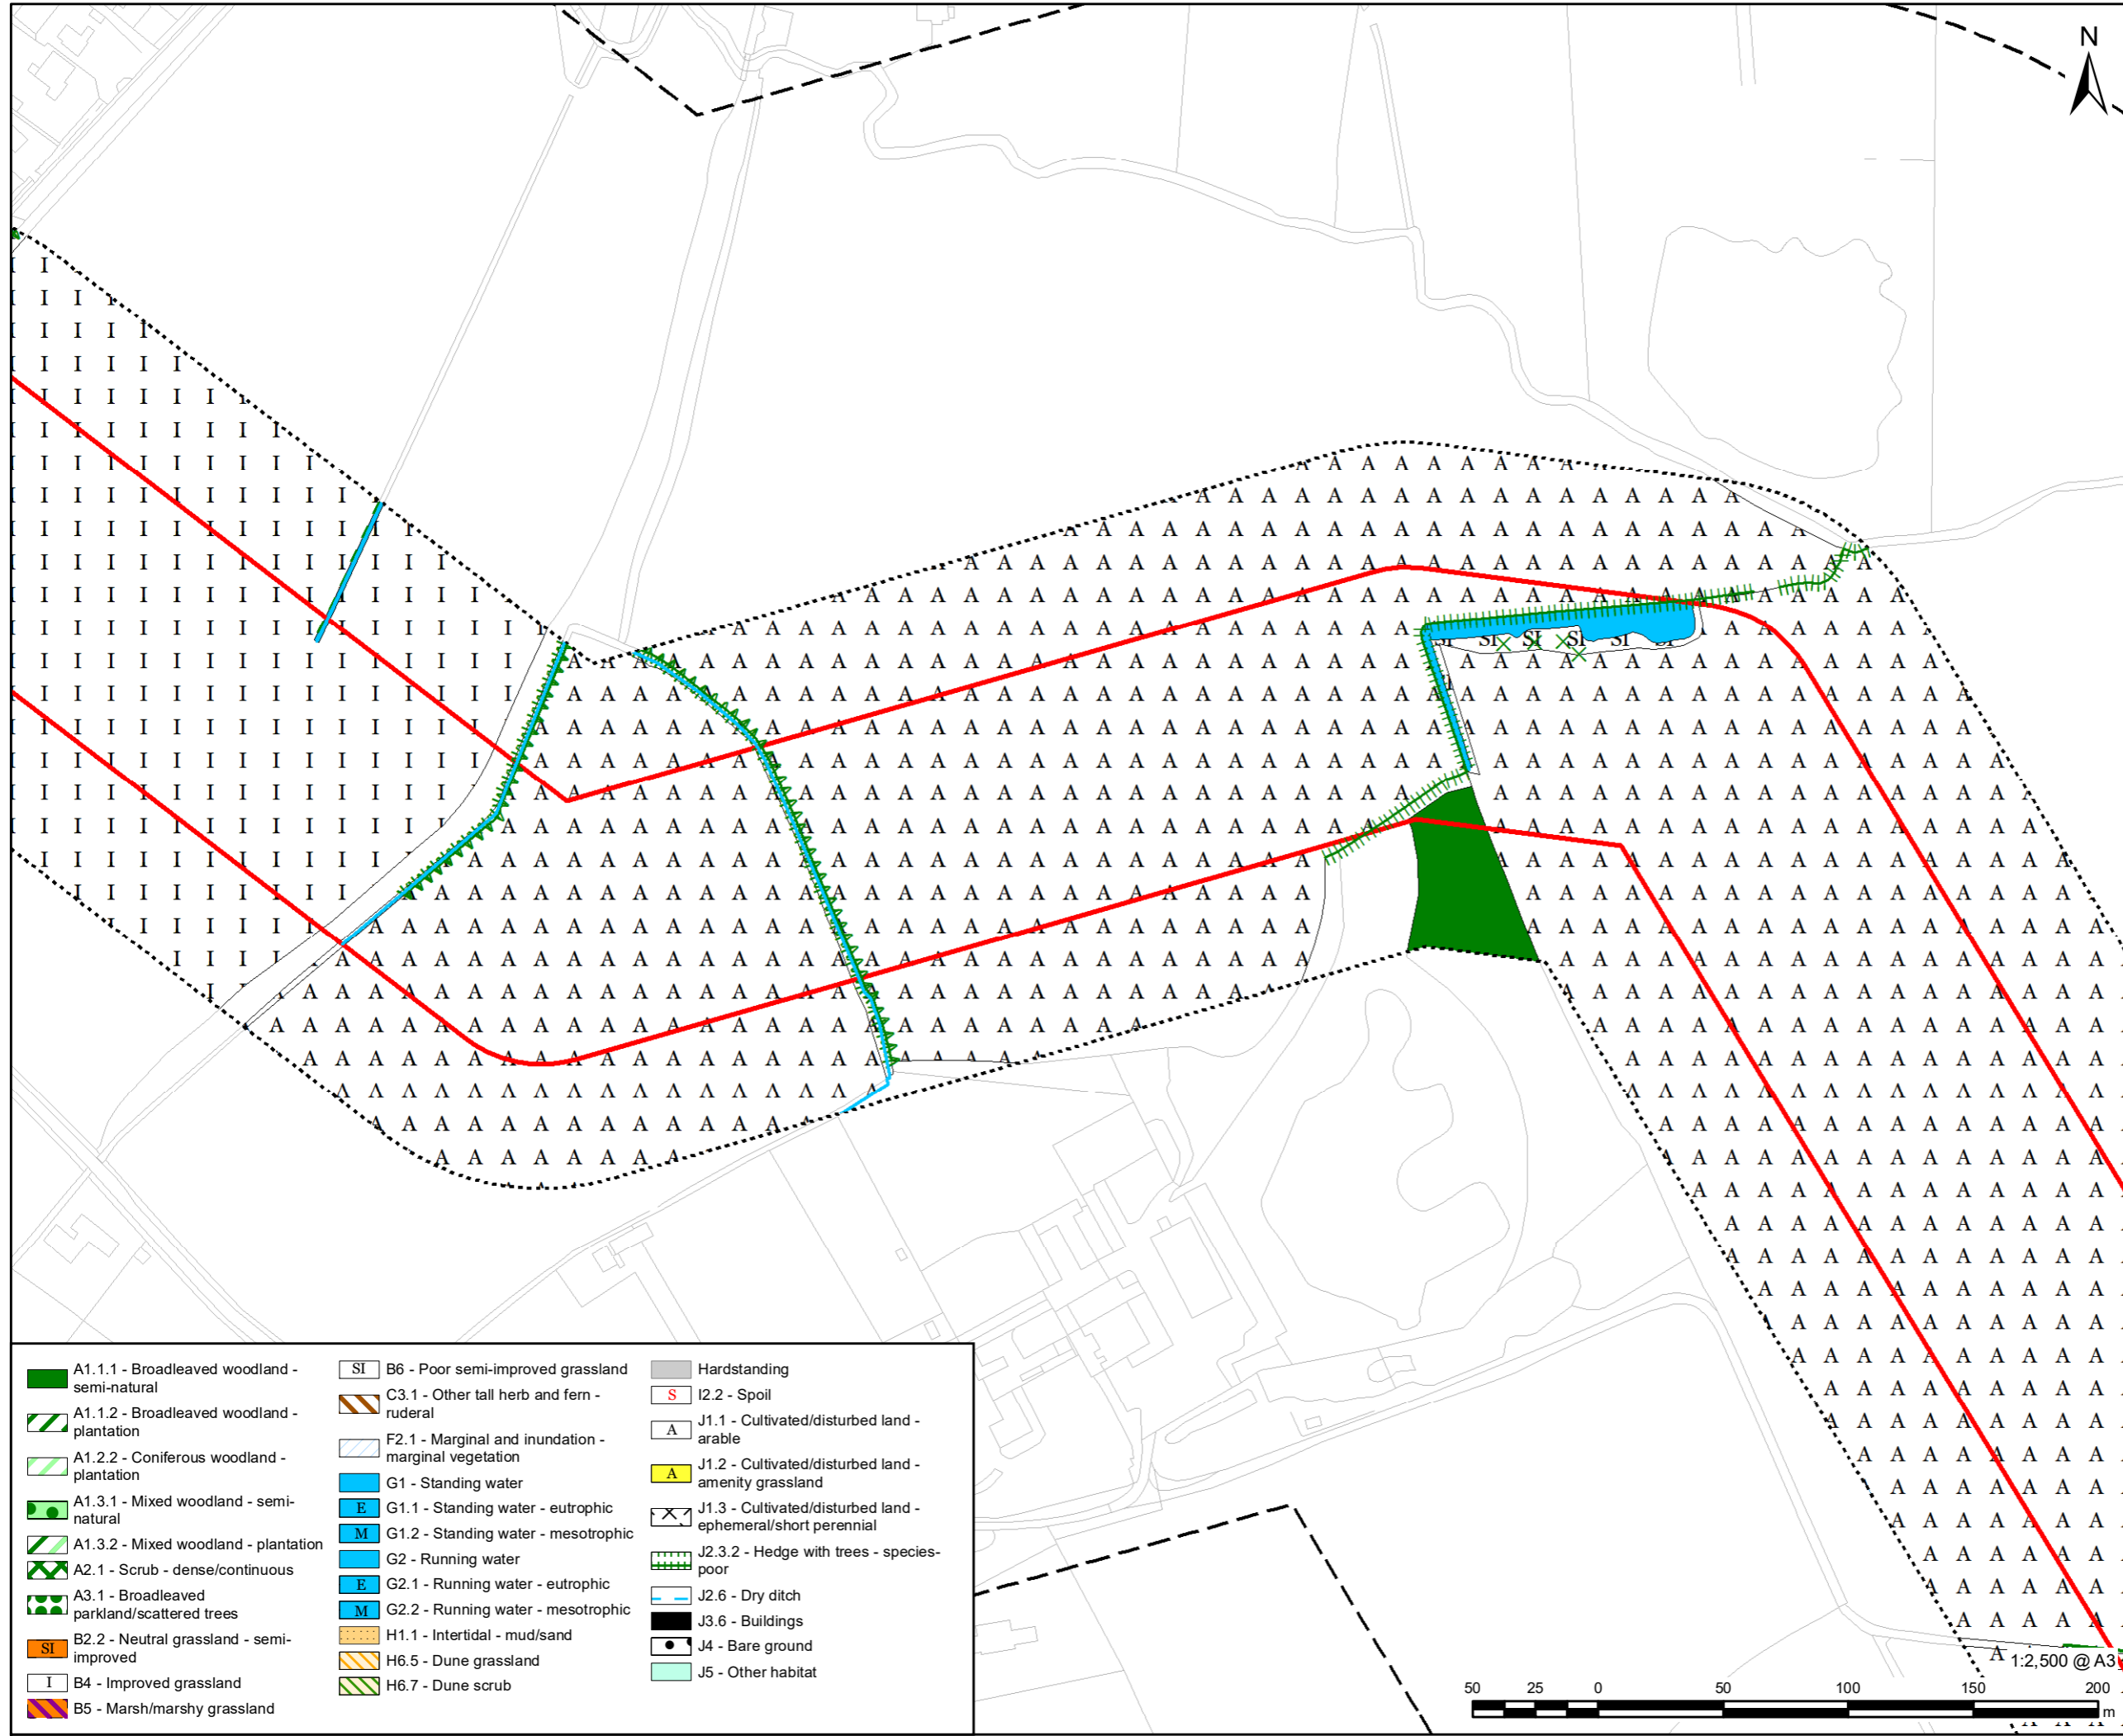 N
A1.1.1 - Broadleaved woodland -
semi-natural
A1.1.2 - Broadleaved woodland -
plantation
A1.2.2 - Coniferous woodland -
plantation
A1.3.1 - Mixed woodland - semi-
natural
A1.3.2 - Mixed woodland - plantation
A2.1 - Scrub - dense/continuous
A3.1 - Broadleaved
parkland/scattered trees
SI B2.2 - Neutral grassland - semi-
improved
I B4 - Improved grassland
B5 - Marsh/marshy grassland
SI B6 - Poor semi-improved grassland
C3.1 - Other tall herb and fern -
ruderal
F2.1 - Marginal and inundation -
marginal vegetation
G1 - Standing water
E G1.1 - Standing water - eutrophic
M G1.2 - Standing water - mesotrophic
G2 - Running water
E G2.1 - Running water - eutrophic
M G2.2 - Running water - mesotrophic
H1.1 - Intertidal - mud/sand
H6.5 - Dune grassland
H6.7 - Dune scrub
Hardstanding
S I2.2 - Spoil
A J1.1 - Cultivated/disturbed land -
arable
A J1.2 - Cultivated/disturbed land -
amenity grassland
J1.3 - Cultivated/disturbed land -
ephemeral/short perennial
J2.3.2 - Hedge with trees - species-
poor
J2.6 - Dry ditch
J3.6 - Buildings
J4 - Bare ground
J5 - Other habitat
1:2,500 @ A3
50 25 0 50 100 150 200
m